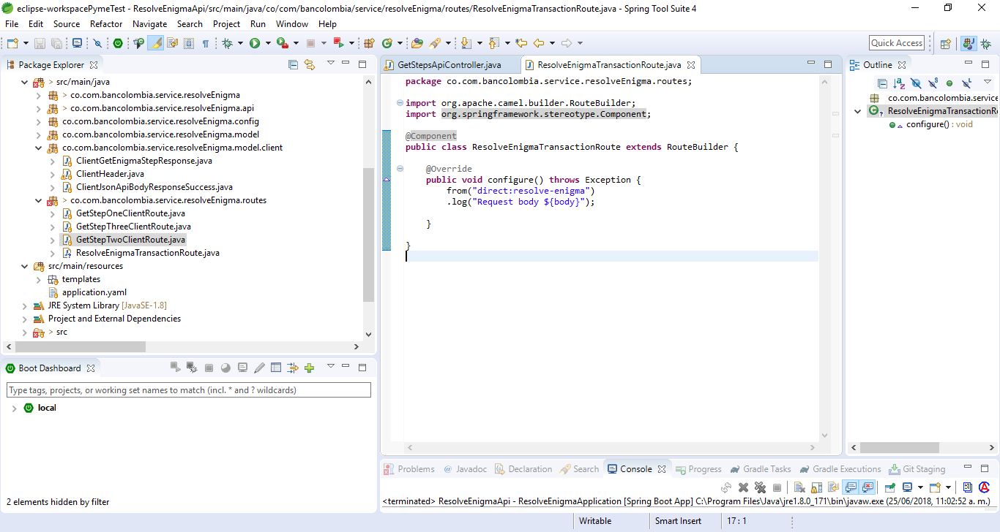 eclipse-workspacePymeTest - ResolveEnigmaApi/src/main/java/co/com/bancolombia/service/resolveEnigma/routes/ResolveEnigmaTransactionRoute.java - Spring Tool Suite 4
File Edit Source Refactor Navigate Search Project Run Window Help
Quick Access
Package Explorer
> src/main/java
> co.com.bancolombia.service.resolveEnigma
> co.com.bancolombia.service.resolveEnigma.api
co.com.bancolombia.service.resolveEnigma.config
co.com.bancolombia.service.resolveEnigma.model
co.com.bancolombia.service.resolveEnigma.model.client
ClientGetEnigmaStepResponse.java
ClientHeader.java
ClientJsonApiBodyResponseSuccess.java
> co.com.bancolombia.service.resolveEnigma.routes
GetStepOneClientRoute.java
GetStepThreeClientRoute.java
GetStepTwoClientRoute.java
ResolveEnigmaTransactionRoute.java
src/main/resources
templates
application.yaml
JRE System Library [JavaSE-1.8]
Project and External Dependencies
> src
Boot Dashboard
Type tags, projects, or working set names to match (incl. * and ? wildcards)
local
2 elements hidden by filter
GetStepsApiController.java ResolveEnigmaTransactionRoute.java
package co.com.bancolombia.service.resolveEnigma.routes;
import org.apache.camel.builder.RouteBuilder;
import org.springframework.stereotype.Component;
@Component
public class ResolveEnigmaTransactionRoute extends RouteBuilder {
@Override
public void configure() throws Exception {
from("direct:resolve-enigma")
.log("Request body ${body}");
}
}
Outline
co.com.bancolombia.service
ResolveEnigmaTransactionR
configure() : void
Problems @ Javadoc Declaration Search Console Progress Gradle Tasks Gradle Executions Git Staging
<terminated> ResolveEnigmaApi - ResolveEnigmaApplication [Spring Boot App] C:\Program Files\Java\jre1.8.0_171\bin\javaw.exe (25/06/2018, 11:02:52 a. m.)
Writable Smart Insert 17 : 1